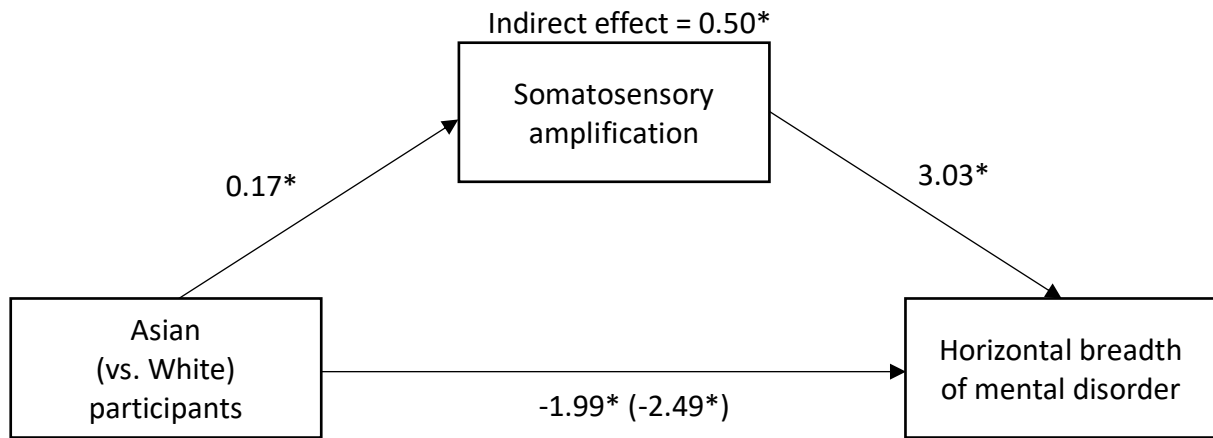 Indirect effect = 0.50*
Somatosensory
amplification
0.17*
3.03*
Asian
(vs. White)
participants
Horizontal breadth
of mental disorder
-1.99* (-2.49*)